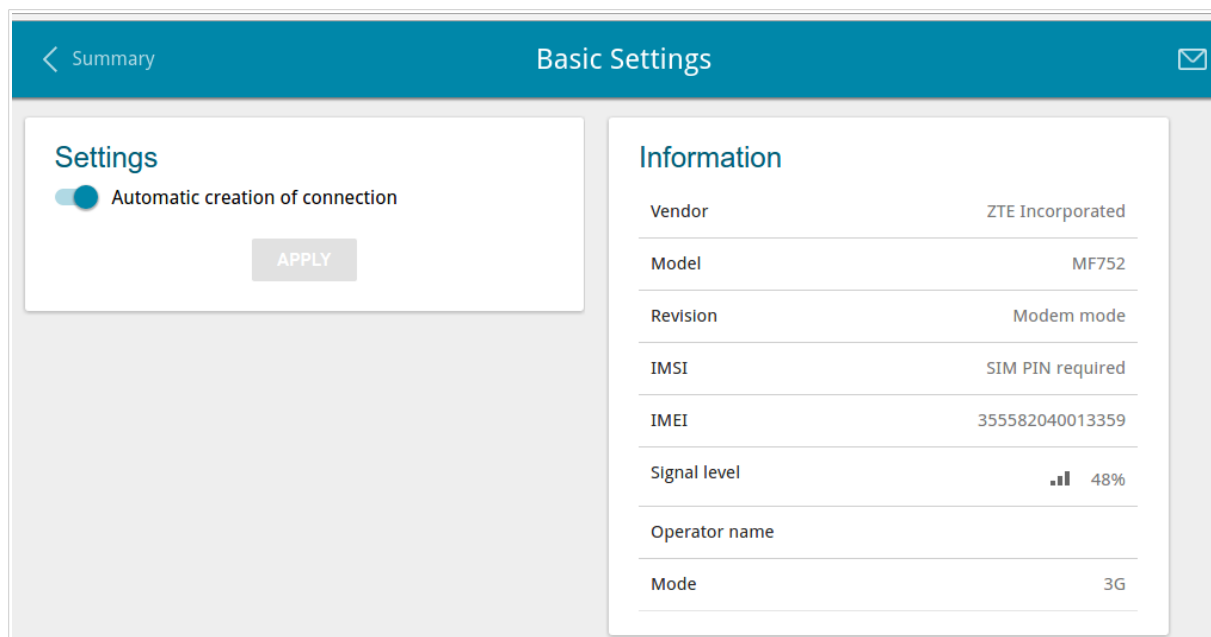 Summary
Basic Settings
Settings
Automatic creation of connection
APPLY
Information
Vendor ZTE Incorporated
Model MF752
Revision Modem mode
IMSI SIM PIN required
IMEI 355582040013359
Signal level 48%
Operator name
Mode 3G